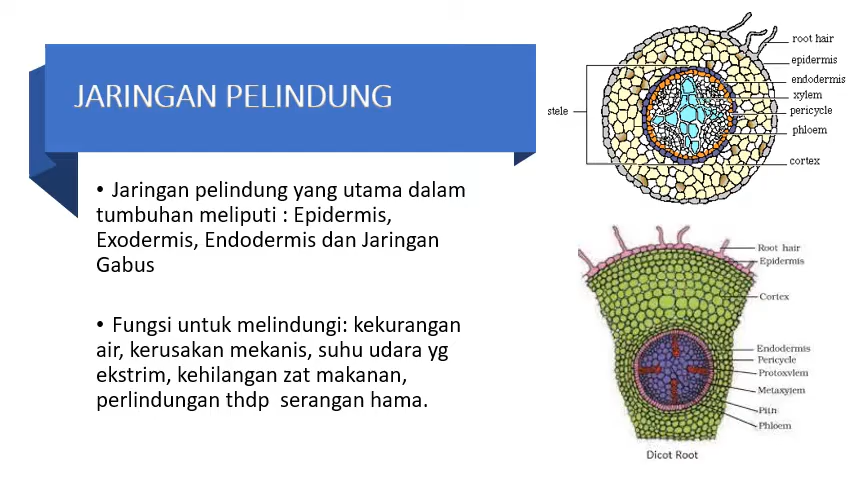 JARINGAN PELINDUNG
• Jaringan pelindung yang utama dalam
tumbuhan meliputi : Epidermis,
Exodermis, Endodermis dan Jaringan
Gabus
• Fungsi untuk melindungi: kekurangan
air, kerusakan mekanis, suhu udara yg
ekstrim, kehilangan zat makanan,
perlindungan thdp serangan hama.
root hair
epidermis
endodermis
xylem
stele
pericycle
phloem
cortex
Root hair
Epidermis
Cortex
Endodermis
Pericycle
Protoxylem
Metaxylem
Pith
Phloem
Dicot Root